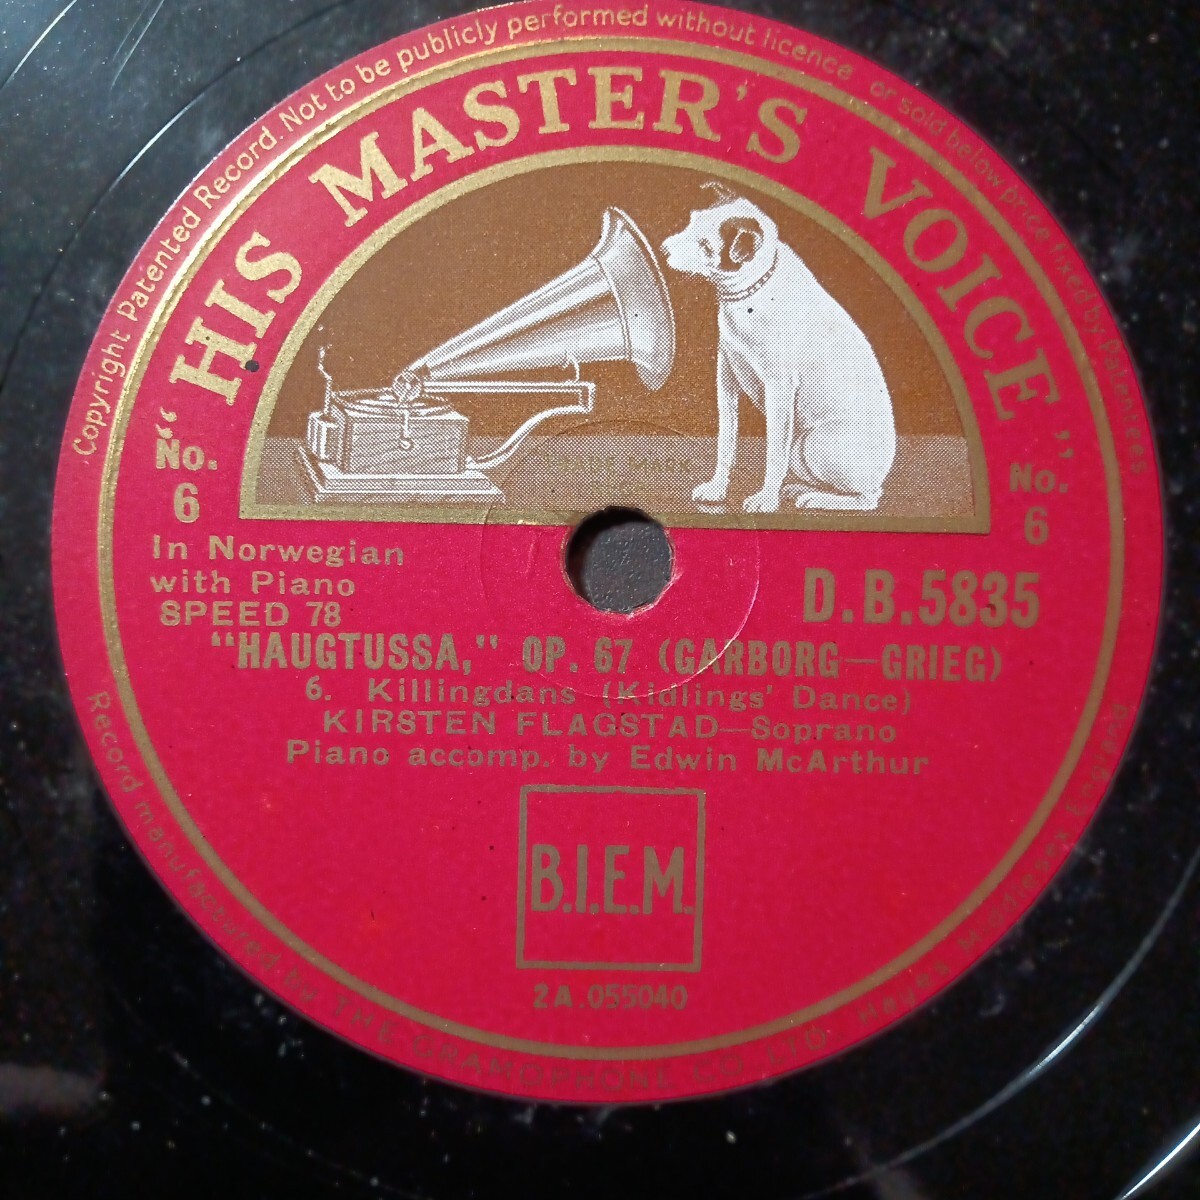 Copyright Patented Record. Not to be publicly performed without licence or sold below price fixed by Patentees
"HIS MASTER'S VOICE"
TRADE MARK
No. 6
No. 6
In Norwegian
with Piano
SPEED 78
D.B.5835
"HAUGTUSSA," OP. 67 (GARBORG—GRIEG)
6. Killingdans (Kidlings' Dance)
KIRSTEN FLAGSTAD—Soprano
Piano accomp. by Edwin McArthur
B.I.E.M.
2A.055040
Record manufactured by THE GRAMOPHONE CO LTD. Hayes Middlesex England